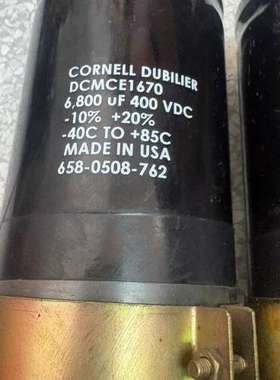 CORNELL DUBILIER
DCMCE1670
6,800 uF 400 VDC
-10% +20%
-40C TO +85C
MADE IN USA
658-0508-762